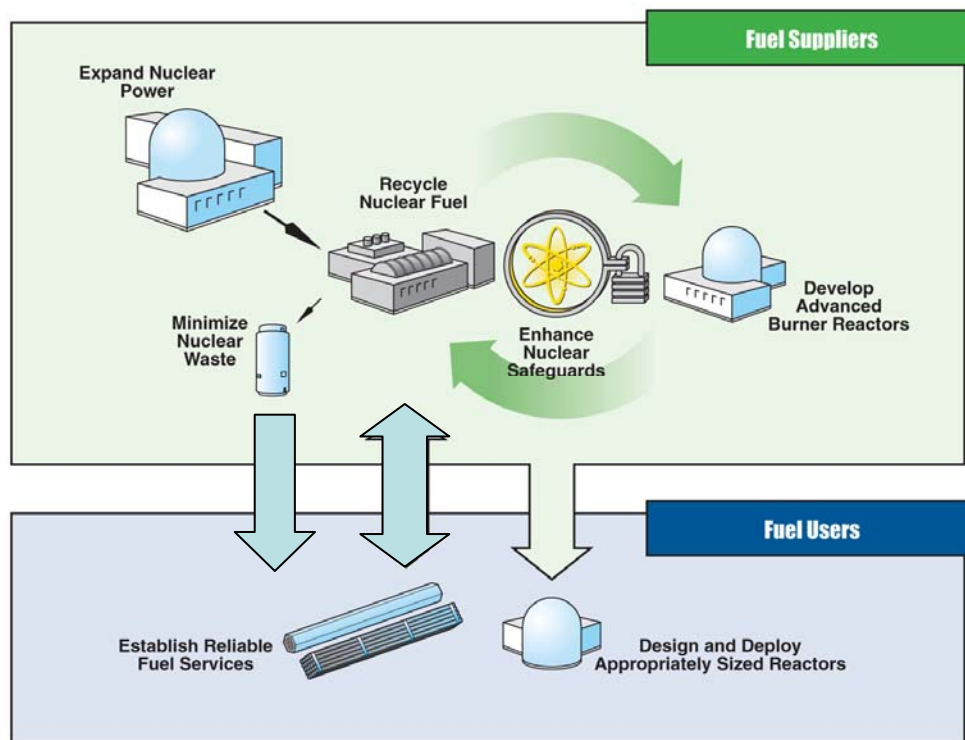 Fuel Suppliers
Expand Nuclear
Power
Recycle
Nuclear Fuel
Develop
Advanced
Burner Reactors
Minimize
Nuclear
Waste
Enhance
Nuclear
Safeguards
Fuel Users
Establish Reliable
Fuel Services
Design and Deploy
Appropriately Sized Reactors